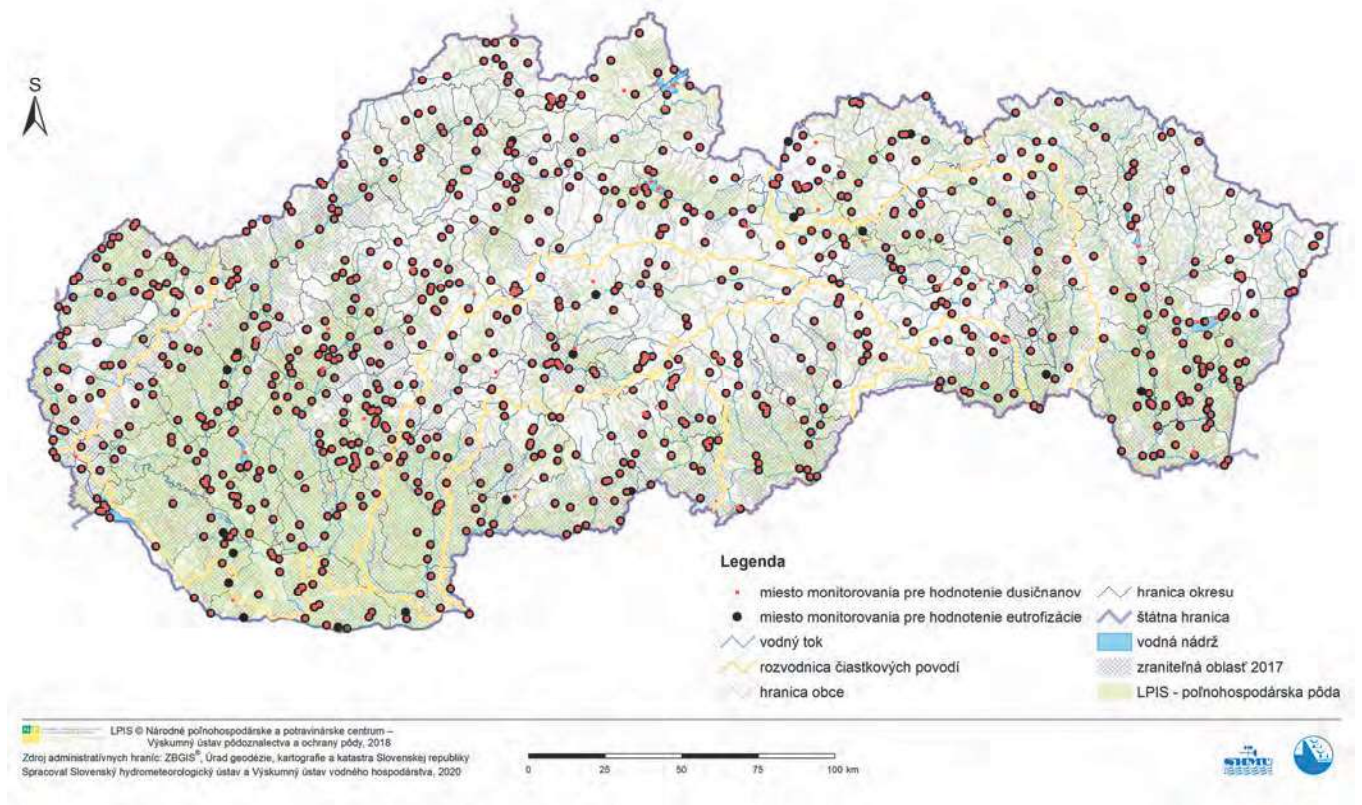 S
Legenda
miesto monitorovania pre hodnotenie dusičnanov
miesto monitorovania pre hodnotenie eutrofizácie
vodný tok
rozvodnica čiastkových povodí
hranica obce
hranica okresu
štátna hranica
vodná nádrž
zraniteľná oblasť 2017
LPIS - poľnohospodárska pôda
LPIS © Národné poľnohospodárske a potravinárske centrum –
Výskumný ústav pôdoznalectva a ochrany pôdy, 2018
Zdroj administratívnych hraníc: ZBGIS®, Úrad geodézie, kartografie a katastra Slovenskej republiky
Spracoval Slovenský hydrometeorologický ústav a Výskumný ústav vodného hospodárstva, 2020
0 25 50 75 100 km
SHMÚ